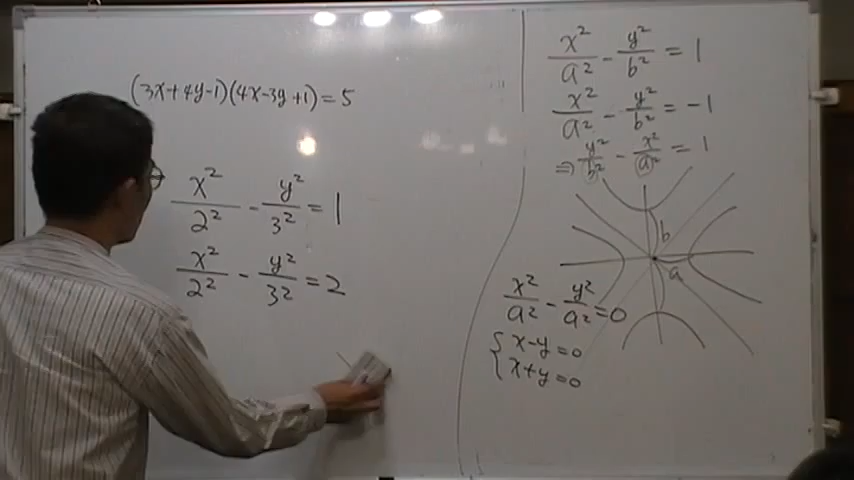 (3x+4y-1)(4x-3y+1)=5
x²/2² - y²/3² = 1
x²/2² - y²/3² = 2
x²/a² - y²/b² = 1
x²/a² - y²/b² = -1
⇒ y²/b² - x²/a² = 1
b
a
x²/a² - y²/a² = 0
{ x-y=0
x+y=0